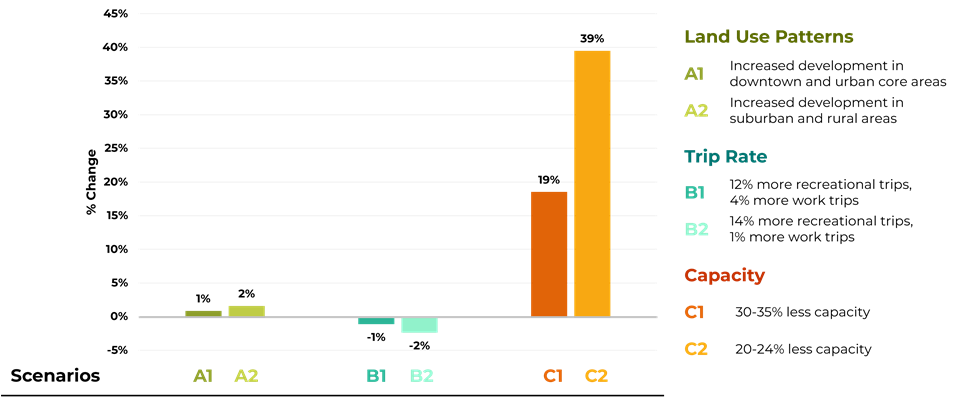 45%
40%
35%
30%
25%
20%
15%
10%
5%
0%
-5%
% Change
1%
2%
-1%
-2%
19%
39%
Scenarios A1 A2 B1 B2 C1 C2
Land Use Patterns
A1 Increased development in
downtown and urban core areas
A2 Increased development in
suburban and rural areas
Trip Rate
B1 12% more recreational trips,
4% more work trips
B2 14% more recreational trips,
1% more work trips
Capacity
C1 30-35% less capacity
C2 20-24% less capacity